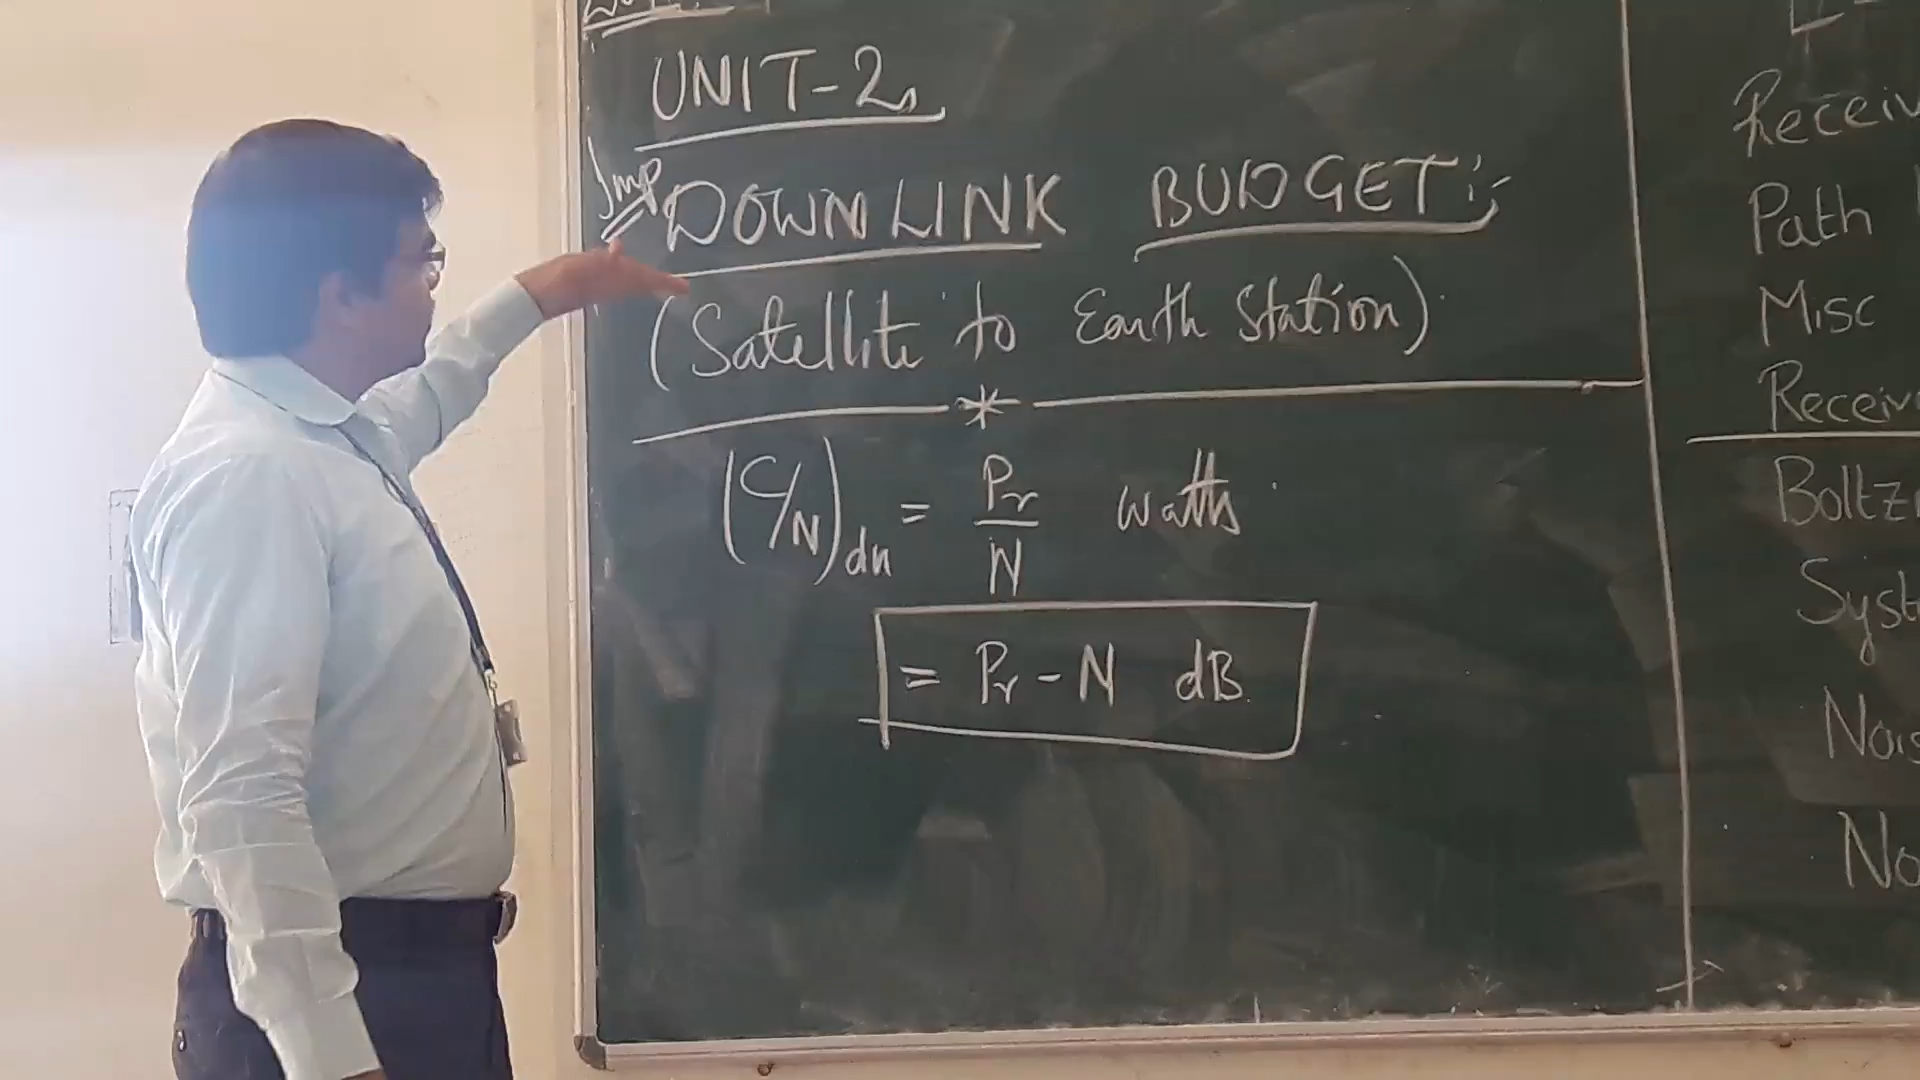 UNIT-2
Imp DOWNLINK BUDGET:-
(Satellite to Earth Station)
*
(C/N)dn = Pr/N watts
= Pr - N dB
Receiv
Path
Misc
Receiv
Boltz
Syst
Nois
No